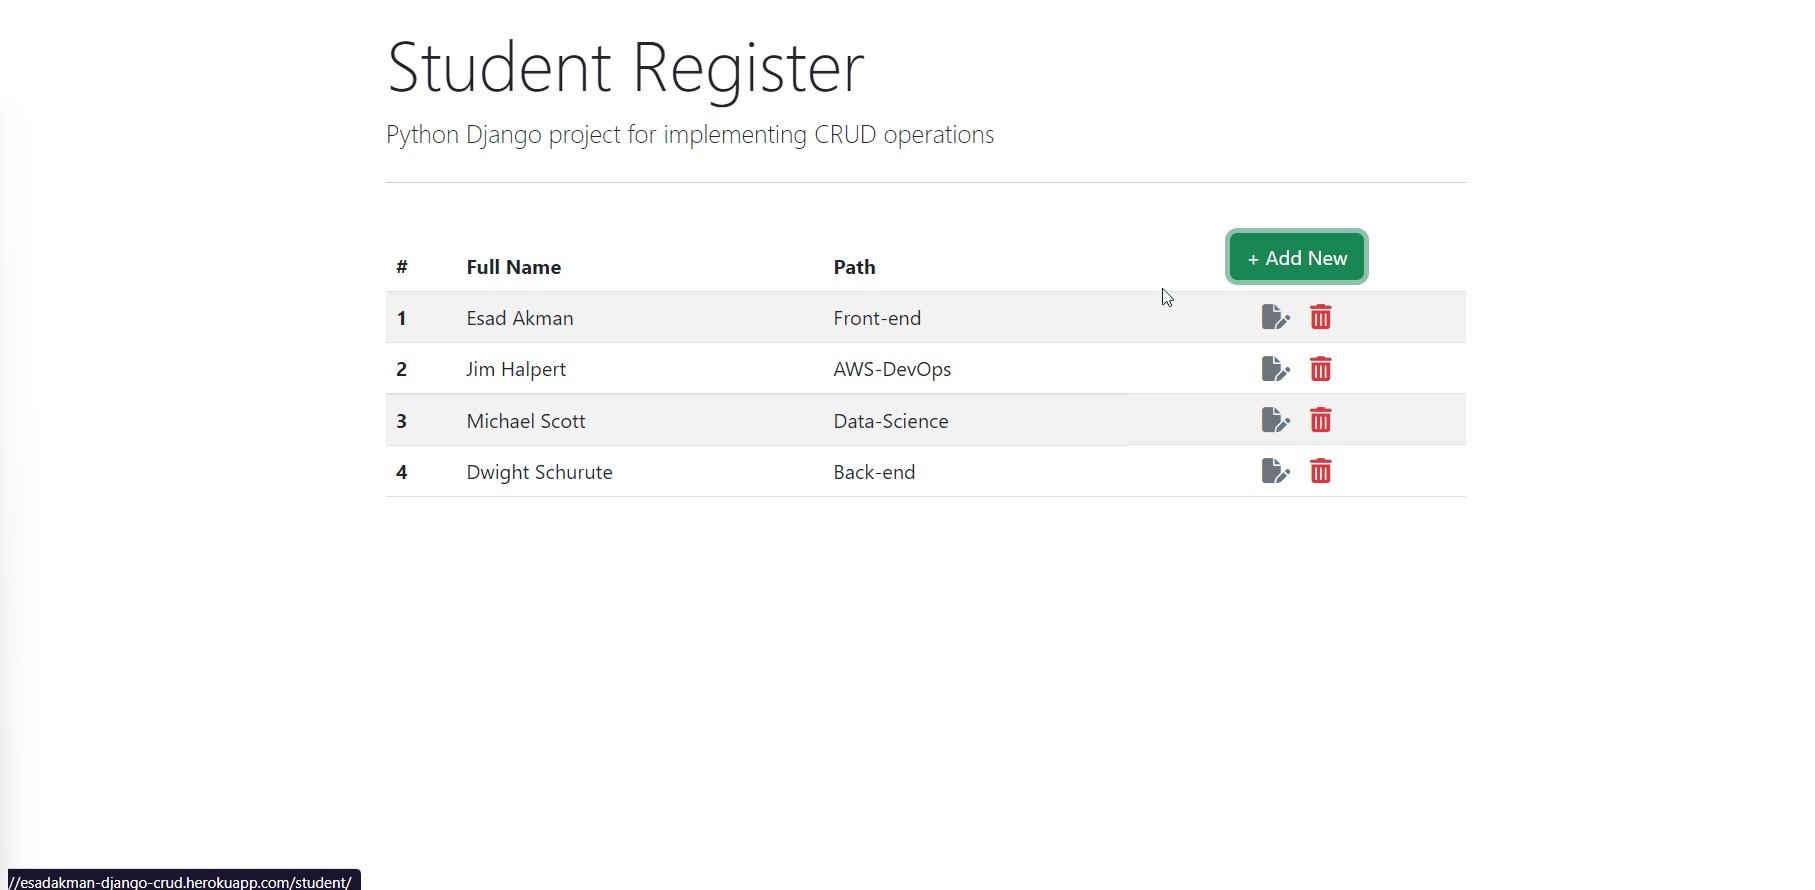 Student Register
Python Django project for implementing CRUD operations
# Full Name Path + Add New
1 Esad Akman Front-end
2 Jim Halpert AWS-DevOps
3 Michael Scott Data-Science
4 Dwight Schurute Back-end
//esadakman-django-crud.herokuapp.com/student/